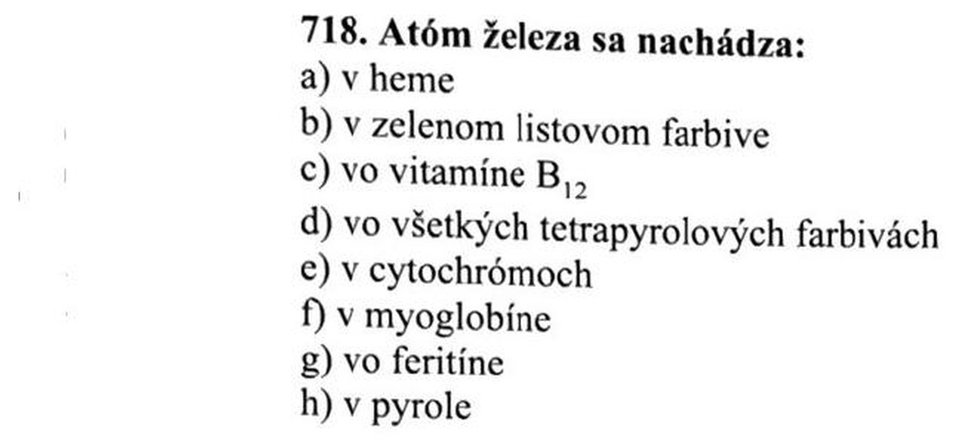 718. Atóm železa sa nachádza:
a) v heme
b) v zelenom listovom farbive
c) vo vitamíne B₁₂
d) vo všetkých tetrapyrolových farbivách
e) v cytochrómoch
f) v myoglobíne
g) vo feritíne
h) v pyrole